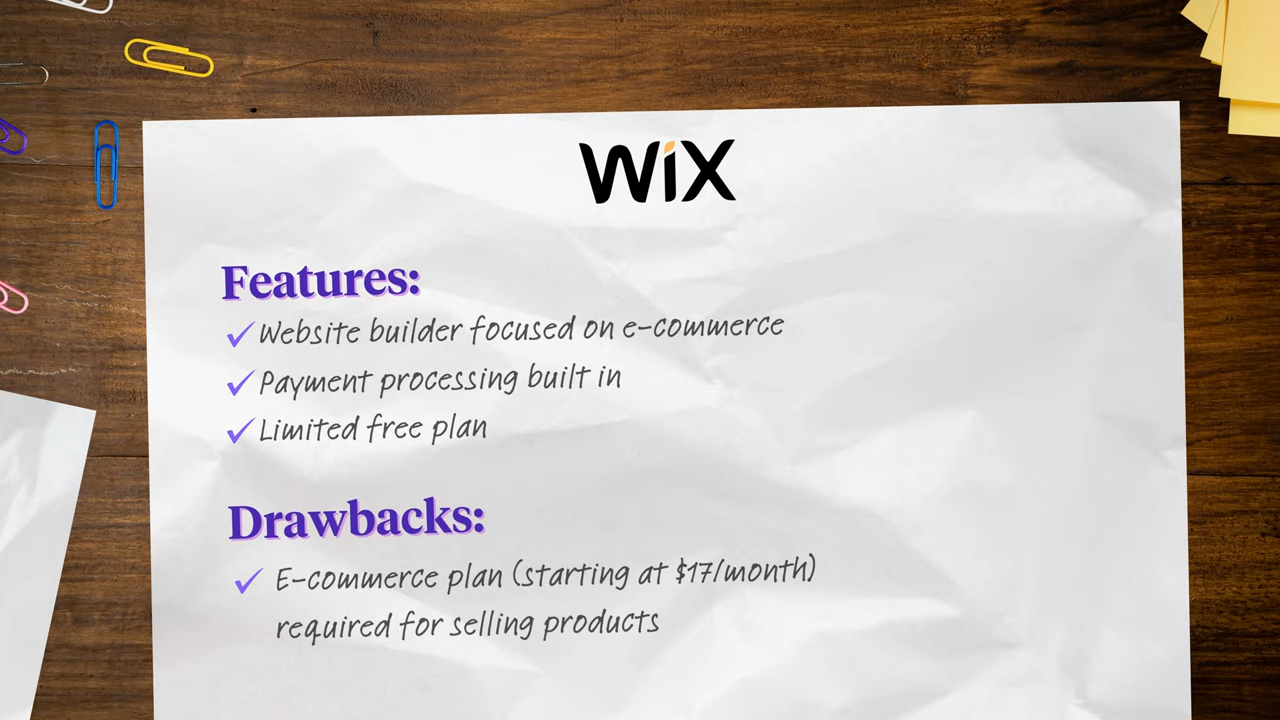 WiX
Features:
Website builder focused on e-commerce
Payment processing built in
Limited free plan
Drawbacks:
E-commerce plan (starting at $17/month)
required for selling products